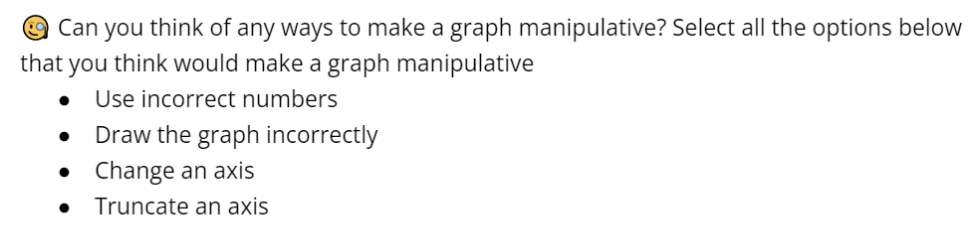 🧐 Can you think of any ways to make a graph manipulative? Select all the options below
that you think would make a graph manipulative
● Use incorrect numbers
● Draw the graph incorrectly
● Change an axis
● Truncate an axis